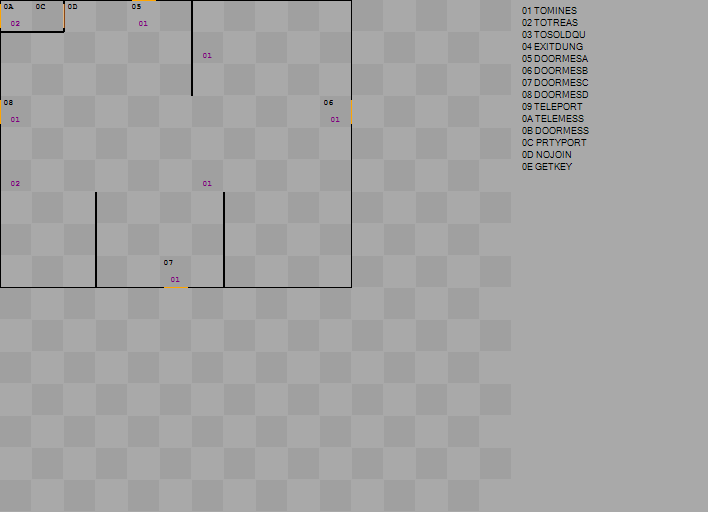 0A 0C 0D 05
02 01
01
08 06
01 01
02 01
07
01
01 TOMINES
02 TOTREAS
03 TOSOLDQU
04 EXITDUNG
05 DOORMESA
06 DOORMESB
07 DOORMESC
08 DOORMESD
09 TELEPORT
0A TELEMESS
0B DOORMESS
0C PRTYPORT
0D NOJOIN
0E GETKEY